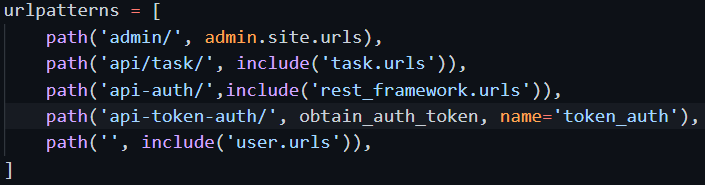 urlpatterns = [
    path('admin/', admin.site.urls),
    path('api/task/', include('task.urls')),
    path('api-auth/',include('rest_framework.urls')),
    path('api-token-auth/', obtain_auth_token, name='token_auth'),
    path('', include('user.urls')),
]